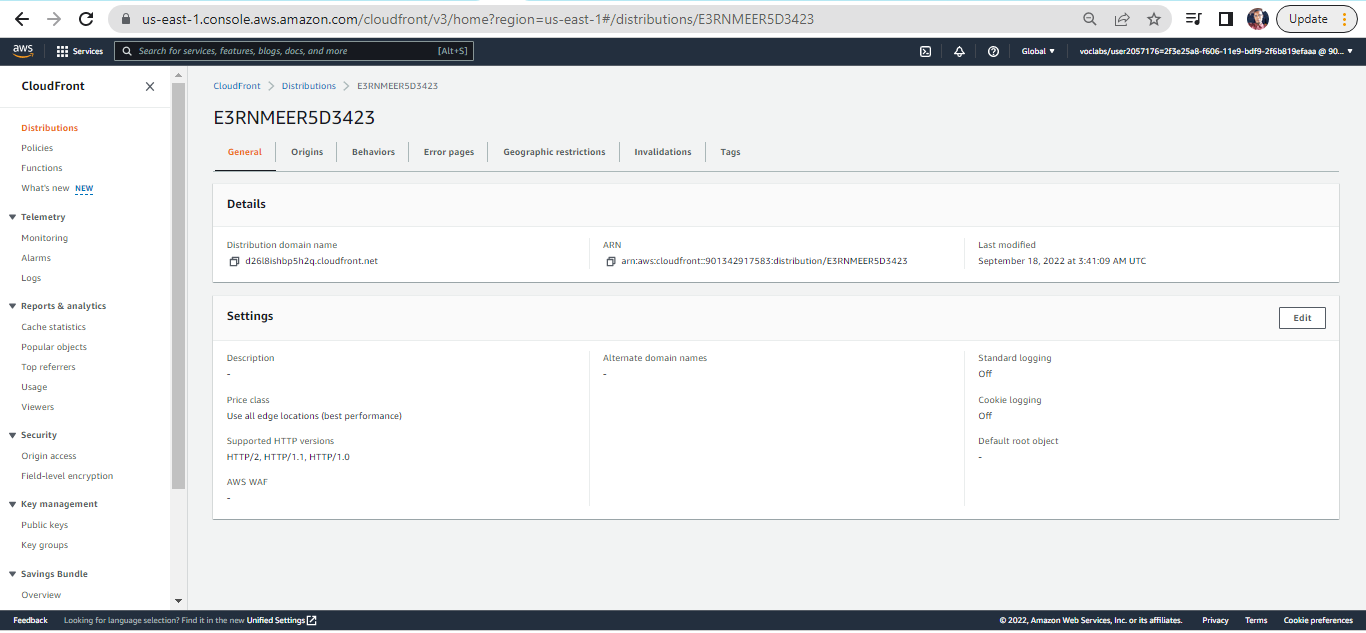 us-east-1.console.aws.amazon.com/cloudfront/v3/home?region=us-east-1#/distributions/E3RNMEER5D3423
Update
aws
Services
Search for services, features, blogs, docs, and more
[Alt+S]
Global
voclabs/user2057176=2f3e25a8-f606-11e9-bdf9-2f6b819efaaa @ 90...
CloudFront
Distributions
Policies
Functions
What's new NEW
Telemetry
Monitoring
Alarms
Logs
Reports & analytics
Cache statistics
Popular objects
Top referrers
Usage
Viewers
Security
Origin access
Field-level encryption
Key management
Public keys
Key groups
Savings Bundle
Overview
CloudFront > Distributions > E3RNMEER5D3423
E3RNMEER5D3423
General
Origins
Behaviors
Error pages
Geographic restrictions
Invalidations
Tags
Details
Distribution domain name
d26l8ishbp5h2q.cloudfront.net
ARN
arn:aws:cloudfront::901342917583:distribution/E3RNMEER5D3423
Last modified
September 18, 2022 at 3:41:09 AM UTC
Settings
Edit
Description
-
Price class
Use all edge locations (best performance)
Supported HTTP versions
HTTP/2, HTTP/1.1, HTTP/1.0
AWS WAF
-
Alternate domain names
-
Standard logging
Off
Cookie logging
Off
Default root object
-
Feedback
Looking for language selection? Find it in the new Unified Settings
© 2022, Amazon Web Services, Inc. or its affiliates.
Privacy
Terms
Cookie preferences